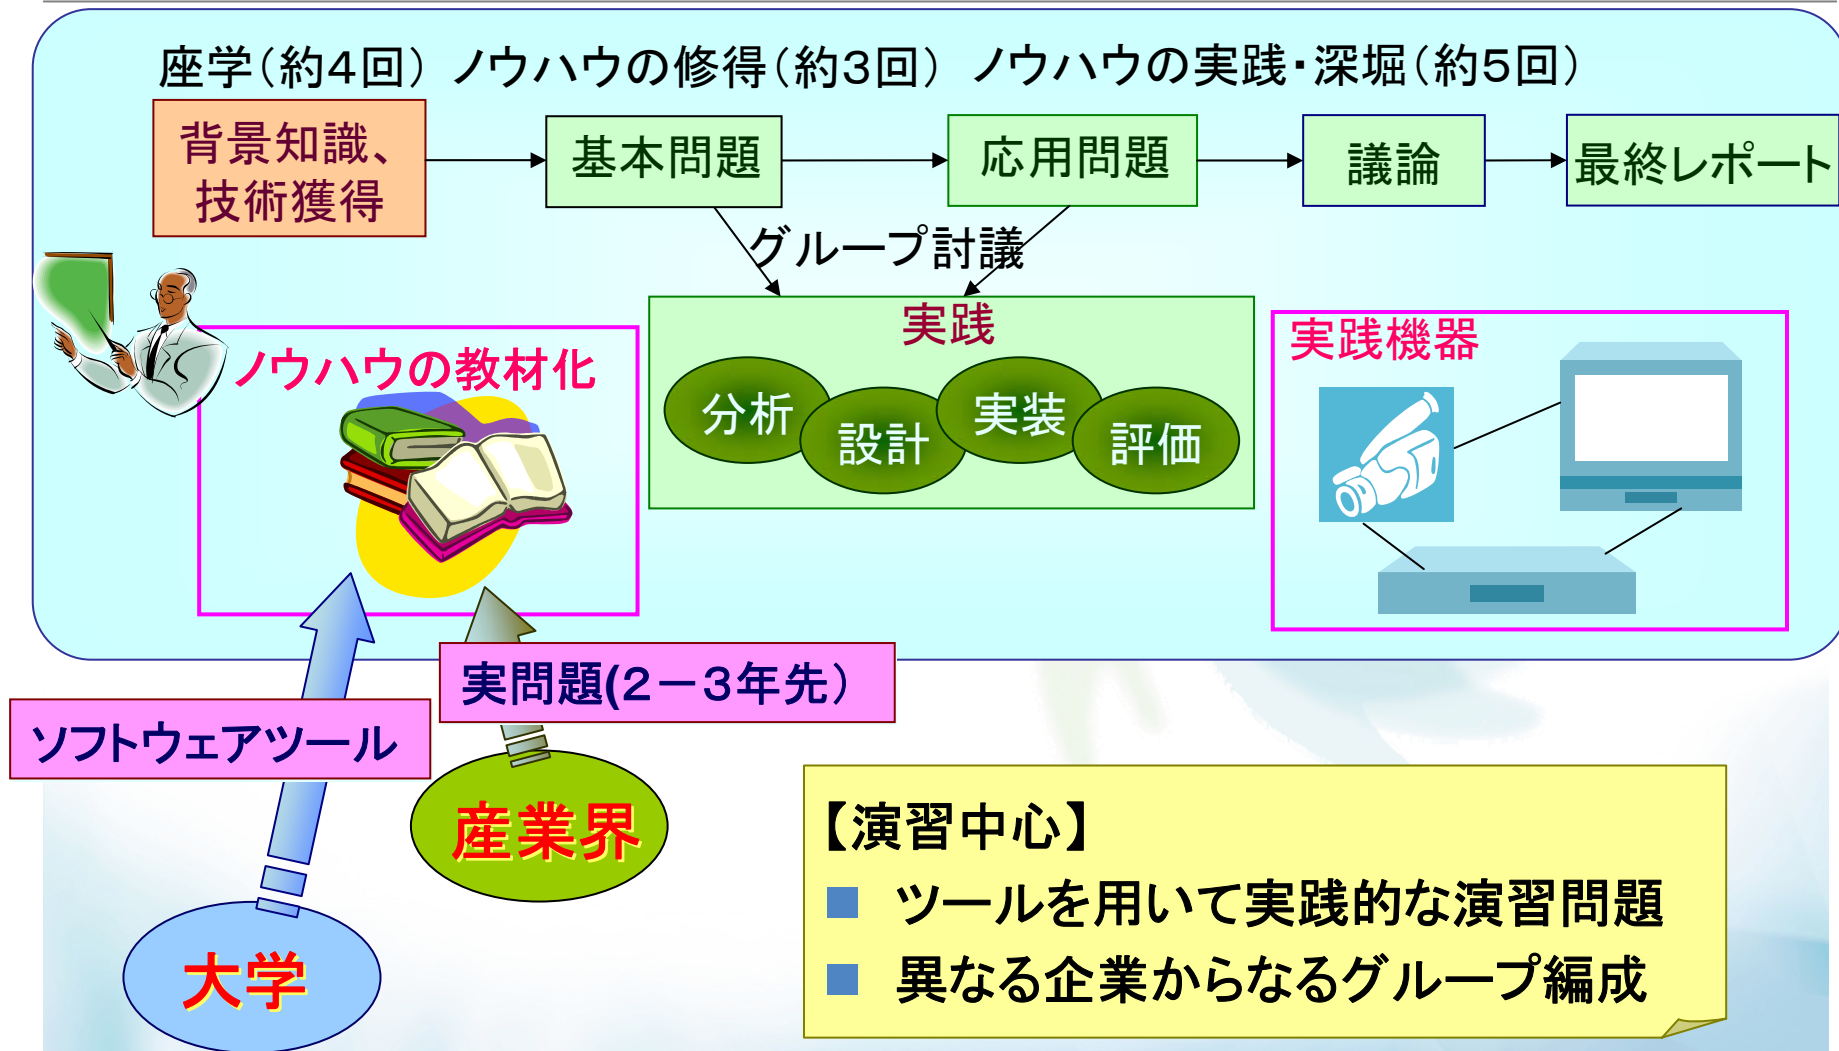 座学（約４回） ノウハウの修得（約３回） ノウハウの実践・深堀（約５回）
背景知識、
技術獲得
基本問題
応用問題
議論
最終レポート
グループ討議
実践
分析
設計
実装
評価
ノウハウの教材化
実践機器
実問題(２－３年先）
ソフトウェアツール
産業界
大学
【演習中心】
■ ツールを用いて実践的な演習問題
■ 異なる企業からなるグループ編成